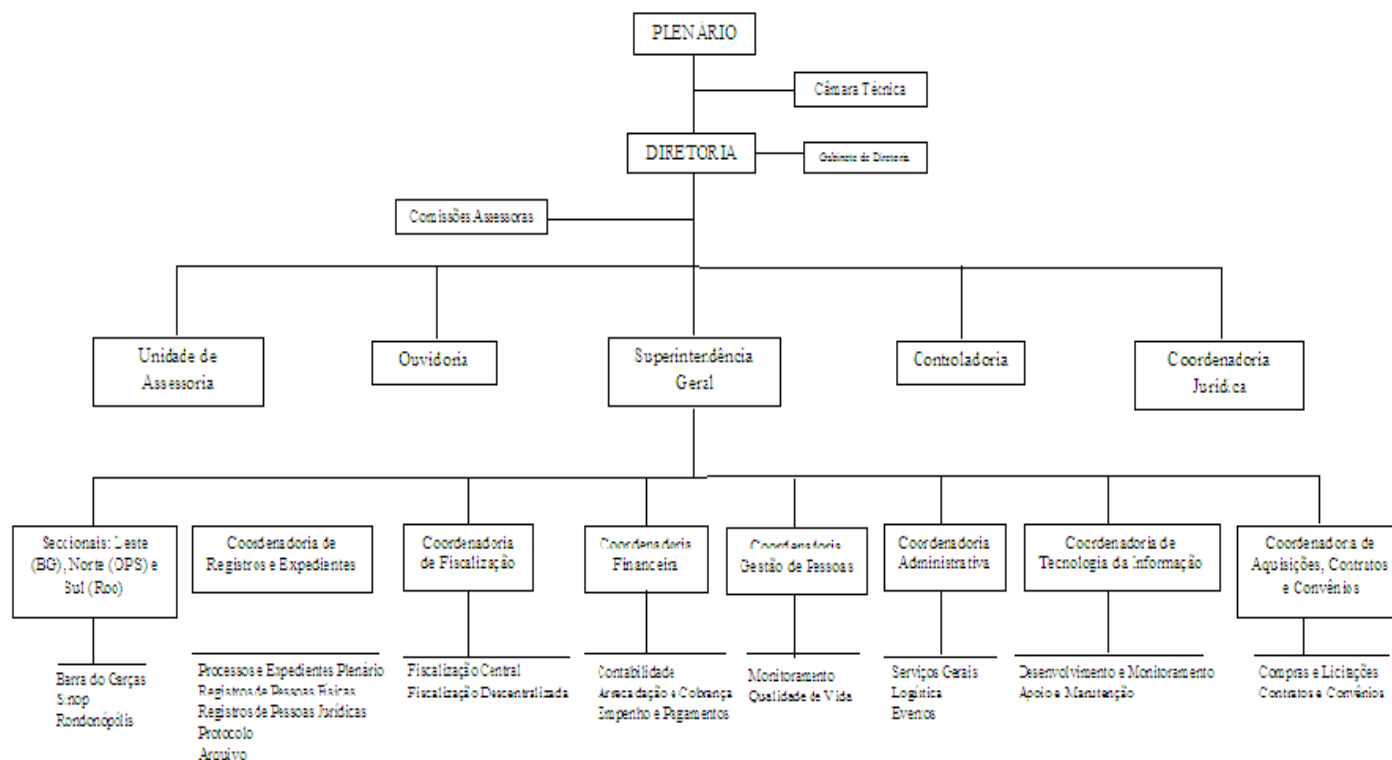 PLENÁRIO
Câmara Técnica
DIRETORIA
Gabinete de Diretoria
Comissões Assessoras
Unidade de
Assessoria
Ouvidoria
Superintendência
Geral
Controladoria
Coordenadoria
Jurídica
Seccionais: Leste
(BG), Norte (OPS) e
Sul (Roo)
Coordenadoria de
Registros e Expedientes
Coordenadoria
de Fiscalização
Coordenadoria
Financeira
Coordenadoria
Gestão de Pessoas
Coordenadoria
Administrativa
Coordenadoria de
Tecnologia da Informação
Coordenadoria de
Aquisições, Contratos
e Convênios
Barra do Garças
Sinop
Rondonópolis
Processos e Expedientes Plenário
Registros de Pessoas Físicas
Registros de Pessoas Jurídicas
Protocolo
Arquivo
Fiscalização Central
Fiscalização Descentralizada
Contabilidade
Arrecadação e Cobrança
Empenho e Pagamentos
Monitoramento
Qualidade de Vida
Serviços Gerais
Logística
Eventos
Desenvolvimento e Monitoramento
Apoio e Manutenção
Compras e Licitações
Contratos e Convênios